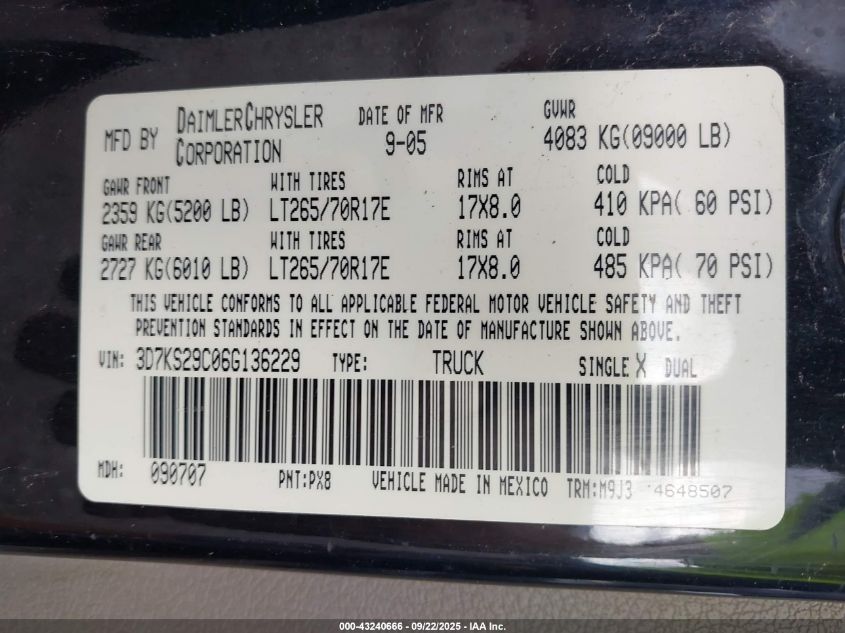 MFD BY DAIMLERCHRYSLER CORPORATION DATE OF MFR 9-05 GVWR 4083 KG(09000 LB)
GAWR FRONT WITH TIRES RIMS AT COLD
2359 KG(5200 LB) LT265/70R17E 17X8.0 410 KPA( 60 PSI)
GAWR REAR WITH TIRES RIMS AT COLD
2727 KG(6010 LB) LT265/70R17E 17X8.0 485 KPA( 70 PSI)
THIS VEHICLE CONFORMS TO ALL APPLICABLE FEDERAL MOTOR VEHICLE SAFETY AND THEFT
PREVENTION STANDARDS IN EFFECT ON THE DATE OF MANUFACTURE SHOWN ABOVE.
VIN: 3D7KS29C06G136229 TYPE: TRUCK SINGLE X DUAL
MDH: 090707 PNT:PX8 VEHICLE MADE IN MEXICO TRM:M9J3 4648507
000-43240666 - 09/22/2025 - IAA Inc.